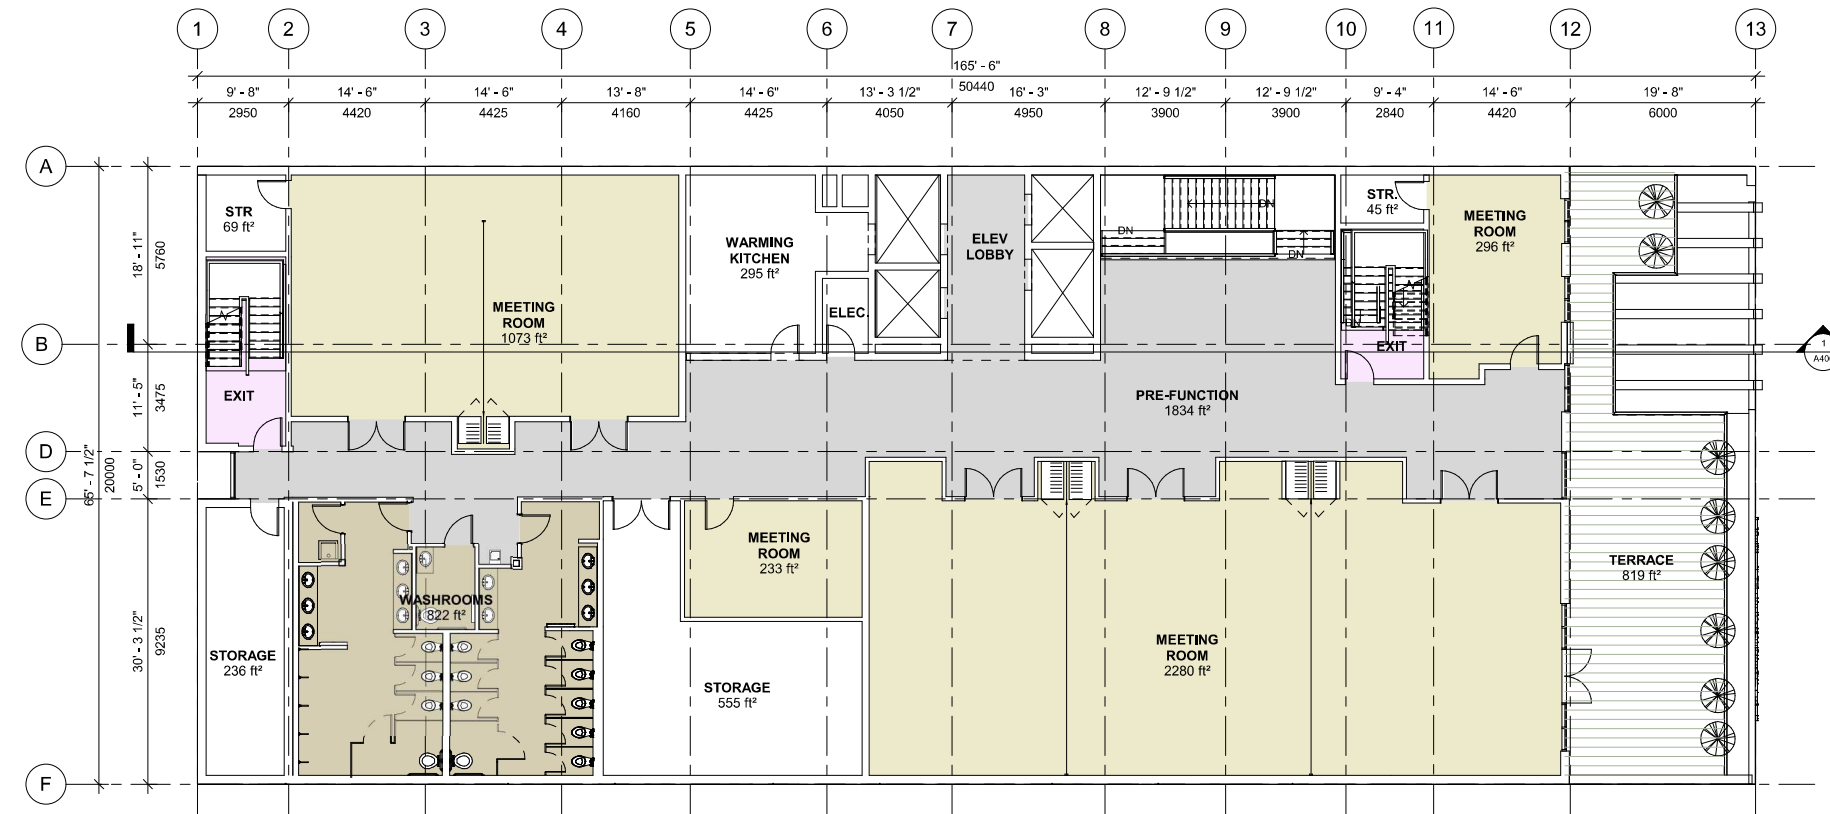 1 2 3 4 5 6 7 8 9 10 11 12 13
165' - 6"
50440
9' - 8" 14' - 6" 14' - 6" 13' - 8" 14' - 6" 13' - 3 1/2" 16' - 3" 12' - 9 1/2" 12' - 9 1/2" 9' - 4" 14' - 6" 19' - 8"
2950 4420 4425 4160 4425 4050 4950 3900 3900 2840 4420 6000
A
B
D
E
F
18' - 11"
5760
11' - 5"
3475
5' - 0"
1530
30' - 3 1/2"
9235
65' - 7 1/2"
20000
STR
69 ft²
EXIT
MEETING
ROOM
1073 ft²
WARMING
KITCHEN
295 ft²
ELEC.
ELEV
LOBBY
DN
DN
DN
STR.
45 ft²
DN
EXIT
MEETING
ROOM
296 ft²
1
PRE-FUNCTION
1834 ft²
STORAGE
236 ft²
WASHROOMS
822 ft²
MEETING
ROOM
233 ft²
STORAGE
555 ft²
MEETING
ROOM
2280 ft²
TERRACE
819 ft²